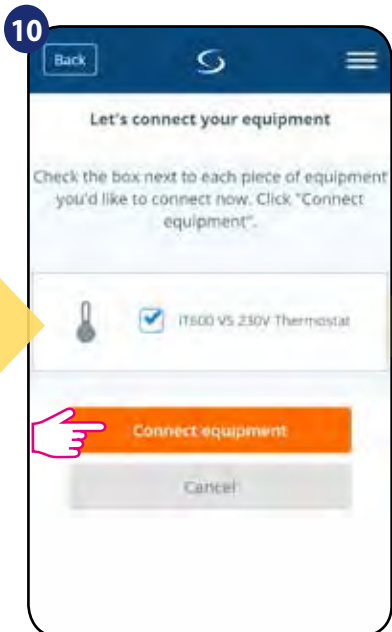 10
Back
Let's connect your equipment
Check the box next to each piece of equipment
you'd like to connect now. Click "Connect
equipment".
iT600 VS 230V Thermostat
Connect equipment
Cancel